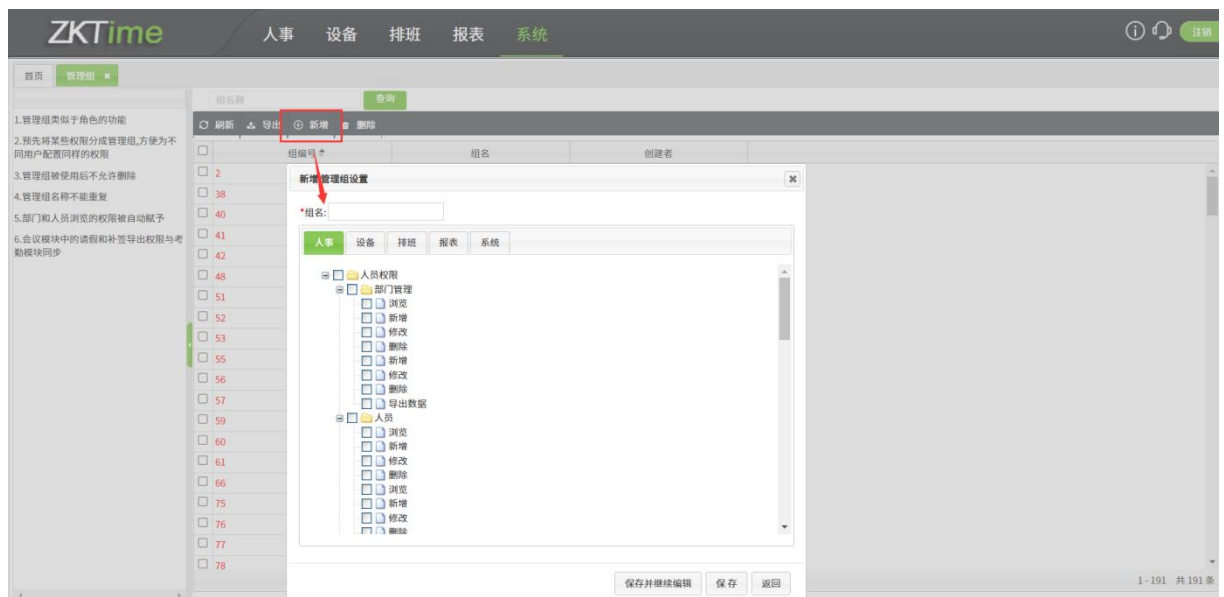 ZKTime
人事 设备 排班 报表 系统
注销
首页 管理组
组名称 查询
1.管理组类似于角色的功能
2.预先将某些权限分成管理组,方便为不
同用户配置同样的权限
3.管理组被使用后不允许删除
4.管理组名称不能重复
5.部门和人员浏览的权限被自动赋予
6.会议模块中的请假和补签导出权限与考
勤模块同步
刷新 导出 新增 删除
组编号 组名 创建者
2
38
40
41
42
48
51
52
53
55
56
57
59
60
61
66
75
76
77
78
新增管理组设置
*组名:
人事 设备 排班 报表 系统
人员权限
部门管理
浏览
新增
修改
删除
新增
修改
删除
导出数据
人员
浏览
新增
修改
删除
浏览
新增
修改
删除
保存并继续编辑 保存 返回
1-191 共191条